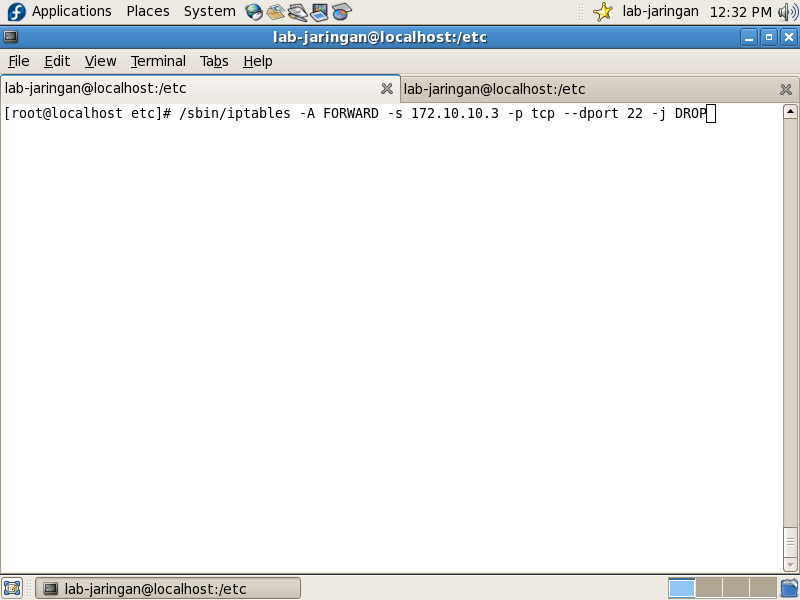 Applications Places System lab-jaringan 12:32 PM
lab-jaringan@localhost:/etc
File Edit View Terminal Tabs Help
lab-jaringan@localhost:/etc lab-jaringan@localhost:/etc
[root@localhost etc]# /sbin/iptables -A FORWARD -s 172.10.10.3 -p tcp --dport 22 -j DROP
lab-jaringan@localhost:/etc